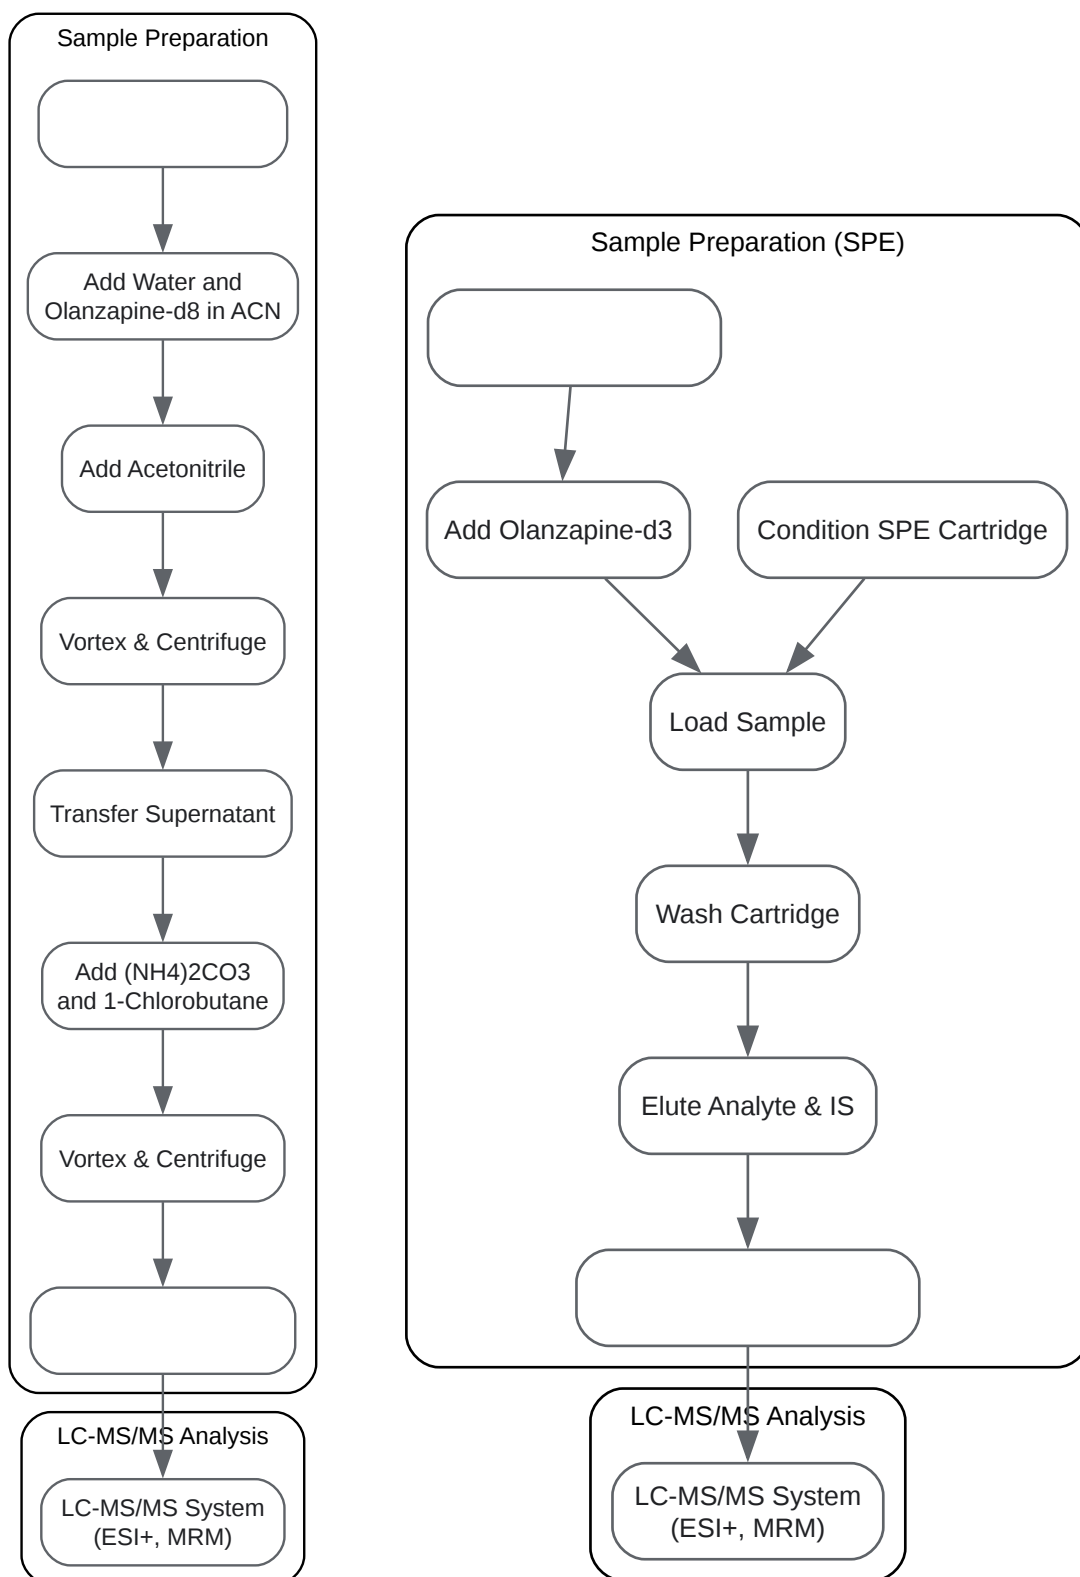 Sample Preparation
Add Water and
Olanzapine-d8 in ACN
Add Acetonitrile
Vortex & Centrifuge
Transfer Supernatant
Add (NH4)2CO3
and 1-Chlorobutane
Vortex & Centrifuge
LC-MS/MS Analysis
LC-MS/MS System
(ESI+, MRM)
Sample Preparation (SPE)
Add Olanzapine-d3
Condition SPE Cartridge
Load Sample
Wash Cartridge
Elute Analyte & IS
LC-MS/MS Analysis
LC-MS/MS System
(ESI+, MRM)